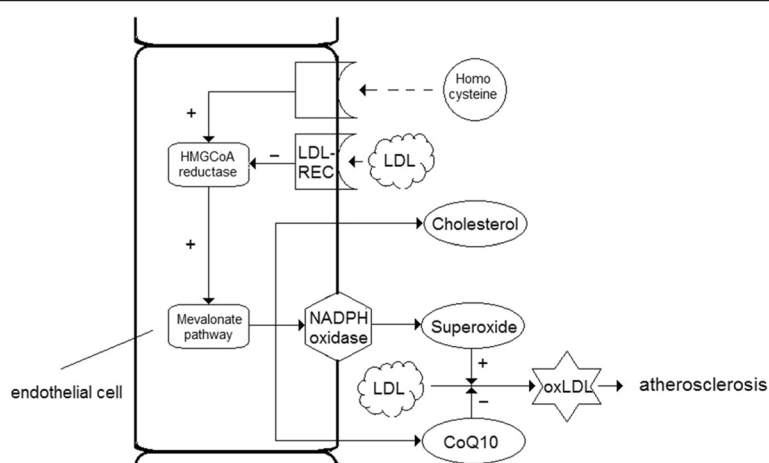 Homo
cysteine
+
HMGCoA
reductase
–
LDL-
REC
LDL
+
Cholesterol
Mevalonate
pathway
NADPH
oxidase
Superoxide
+
endothelial cell
LDL
oxLDL
atherosclerosis
–
CoQ10